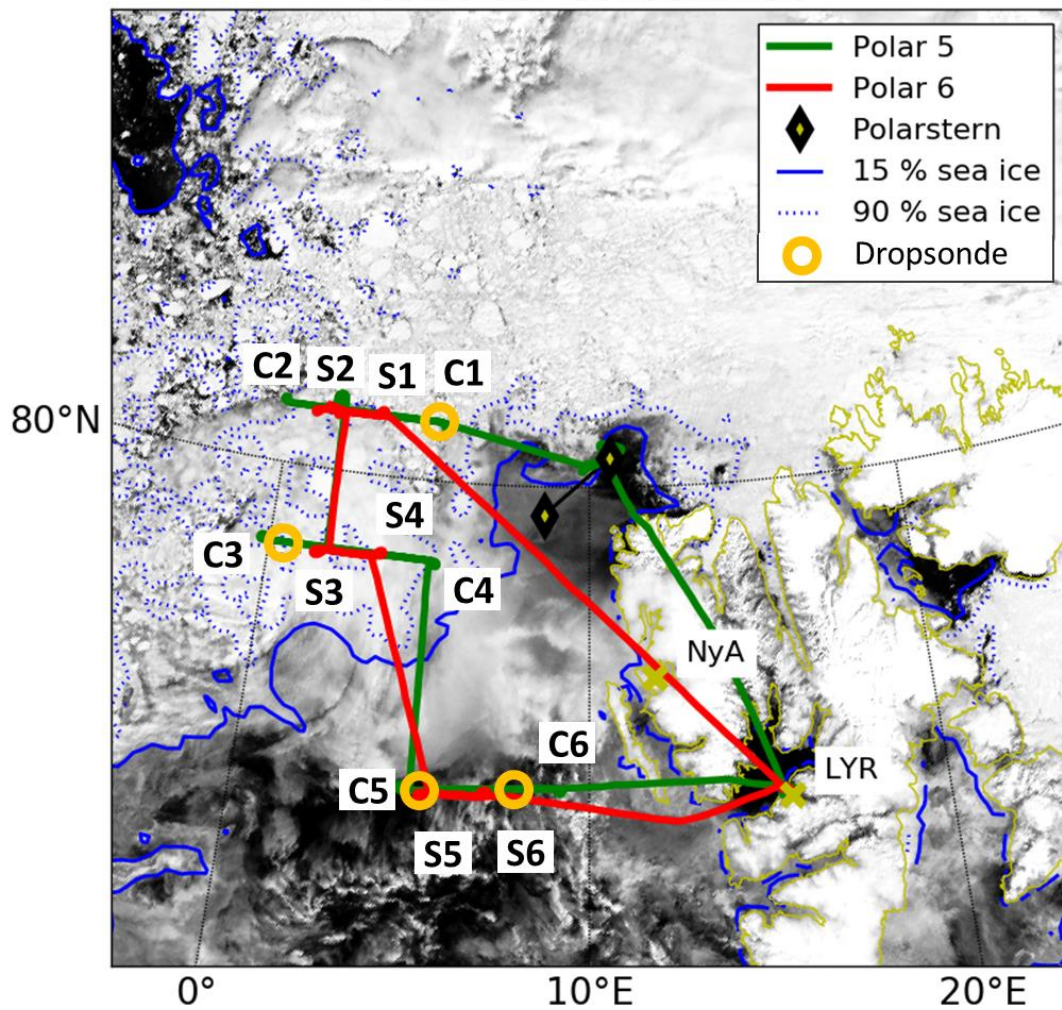 Polar 5
Polar 6
Polarstern
15 % sea ice
90 % sea ice
Dropsonde
C2 S2 S1 C1
80°N
S4
C3
S3 C4
NyA
C6
LYR
C5
S5 S6
0° 10°E 20°E